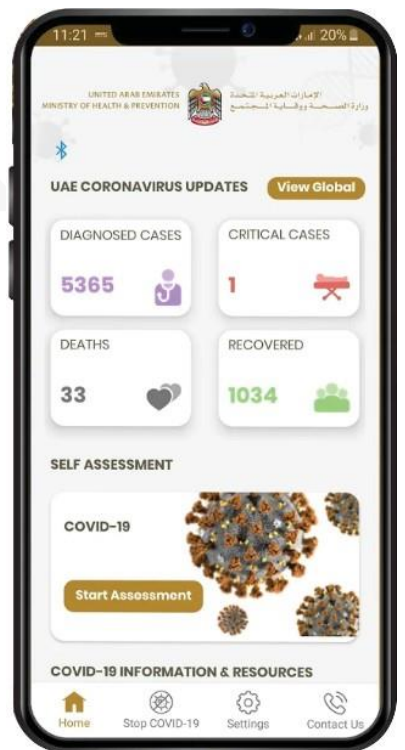 11:21
20%
UNITED ARAB EMIRATES
MINISTRY OF HEALTH & PREVENTION
الإمارات العربية المتحدة
وزارة الصحة ووقاية المجتمع
UAE CORONAVIRUS UPDATES
View Global
DIAGNOSED CASES
CRITICAL CASES
5365
1
DEATHS
RECOVERED
33
1034
SELF ASSESSMENT
COVID-19
Start Assessment
COVID-19 INFORMATION & RESOURCES
Home
Stop COVID-19
Settings
Contact Us